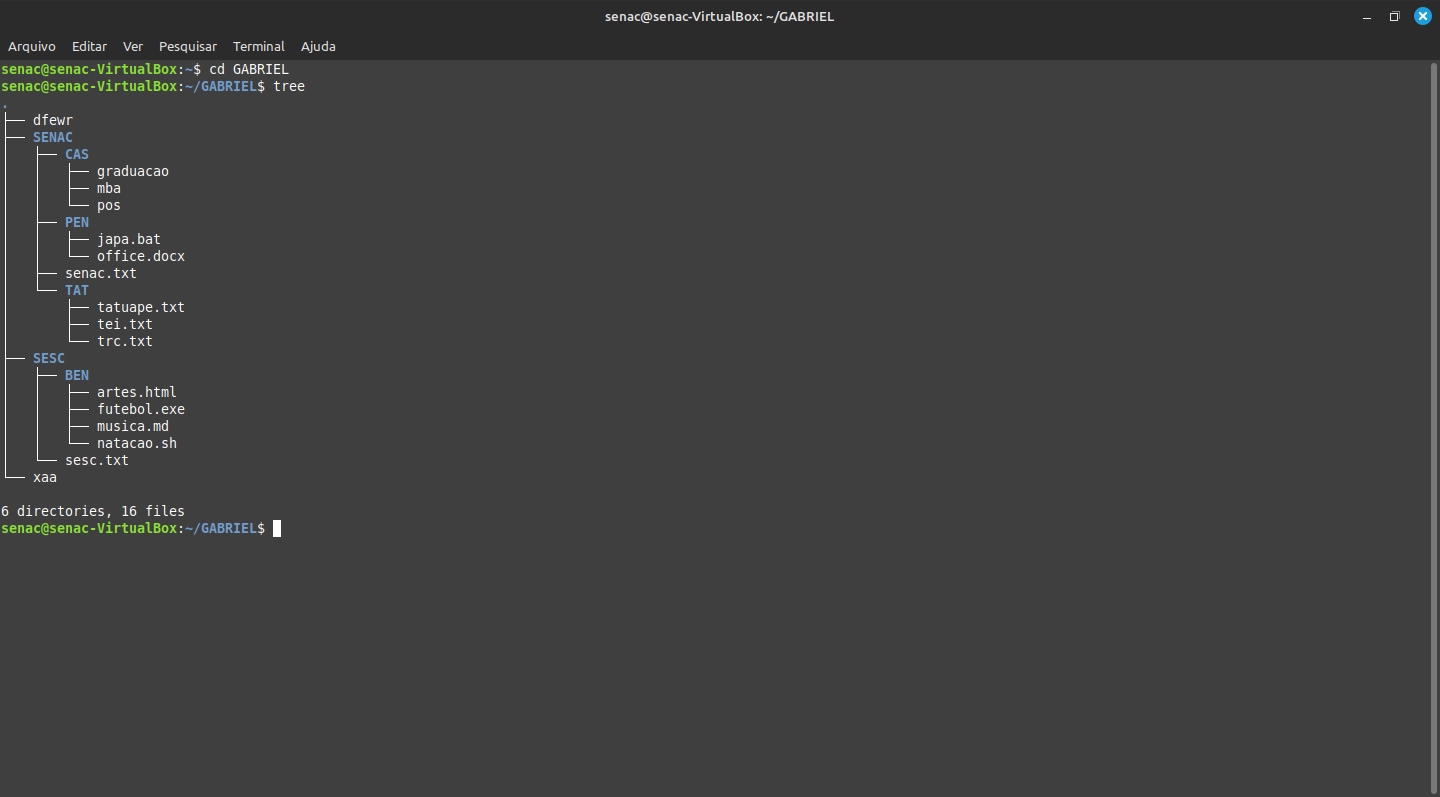 senac@senac-VirtualBox: ~/GABRIEL
Arquivo Editar Ver Pesquisar Terminal Ajuda
senac@senac-VirtualBox:~$ cd GABRIEL
senac@senac-VirtualBox:~/GABRIEL$ tree
.
├── dfewr
├── SENAC
│   ├── CAS
│   │   ├── graduacao
│   │   ├── mba
│   │   └── pos
│   ├── PEN
│   │   ├── japa.bat
│   │   └── office.docx
│   ├── senac.txt
│   └── TAT
│       ├── tatuape.txt
│       ├── tei.txt
│       └── trc.txt
├── SESC
│   ├── BEN
│   │   ├── artes.html
│   │   ├── futebol.exe
│   │   ├── musica.md
│   │   └── natacao.sh
│   └── sesc.txt
└── xaa
6 directories, 16 files
senac@senac-VirtualBox:~/GABRIEL$